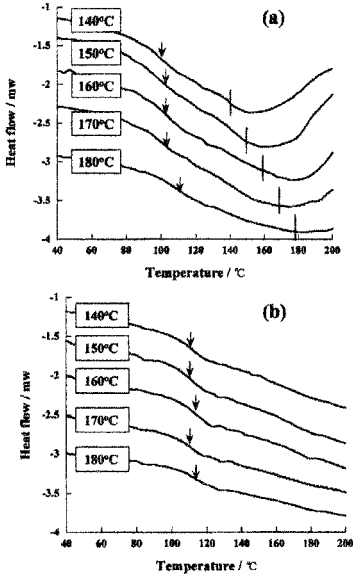 (a)
-1
-1.5
-2
-2.5
-3
-3.5
-4
Heat flow / mw
140°C
150°C
160°C
170°C
180°C
40 60 80 100 120 140 160 180 200
Temperature / ℃
(b)
-1
-1.5
-2
-2.5
-3
-3.5
-4
Heat flow / mw
140°C
150°C
160°C
170°C
180°C
40 60 80 100 120 140 160 180 200
Temperature / ℃